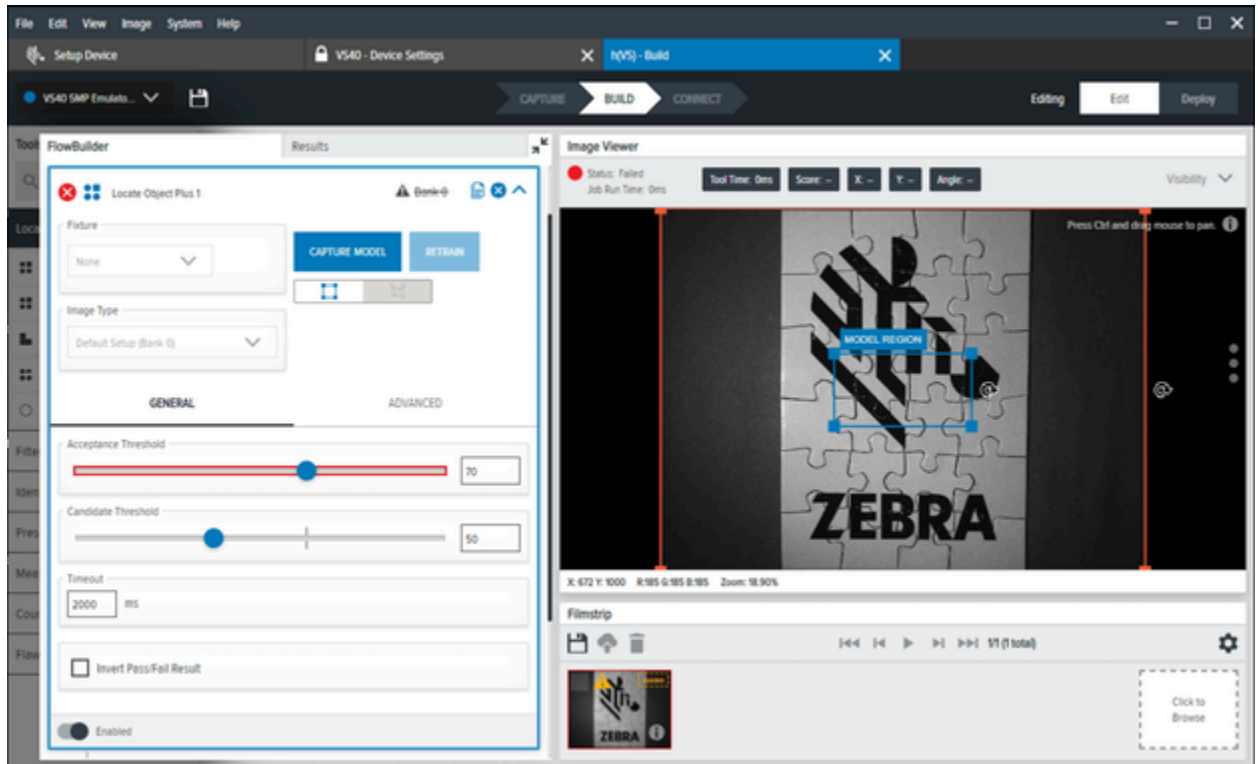 File Edit View Image System Help
Setup Device
VS40 - Device Settings
h(VS) - Build
VS40 SMP Emulato...
CAPTURE BUILD CONNECT
Editing Edit Deploy
FlowBuilder Results
Locate Object Plus 1
Bank 0
Fixture
None
CAPTURE MODEL RETRAIN
Image Type
Default Setup (Bank 0)
GENERAL ADVANCED
Acceptance Threshold
70
Candidate Threshold
50
Timeout
2000 ms
Invert Pass/Fail Result
Enabled
Image Viewer
Status: Failed
Job Run Time: 0ms
Tool Time: 0ms Score: – X: – Y: – Angle: –
Visibility
Press Ctrl and drag mouse to pan.
MODEL REGION
ZEBRA
X: 672 Y: 1000 R:185 G:185 B:185 Zoom: 18.90%
Filmstrip
1/1 (1 total)
ZEBRA
Click to
Browse